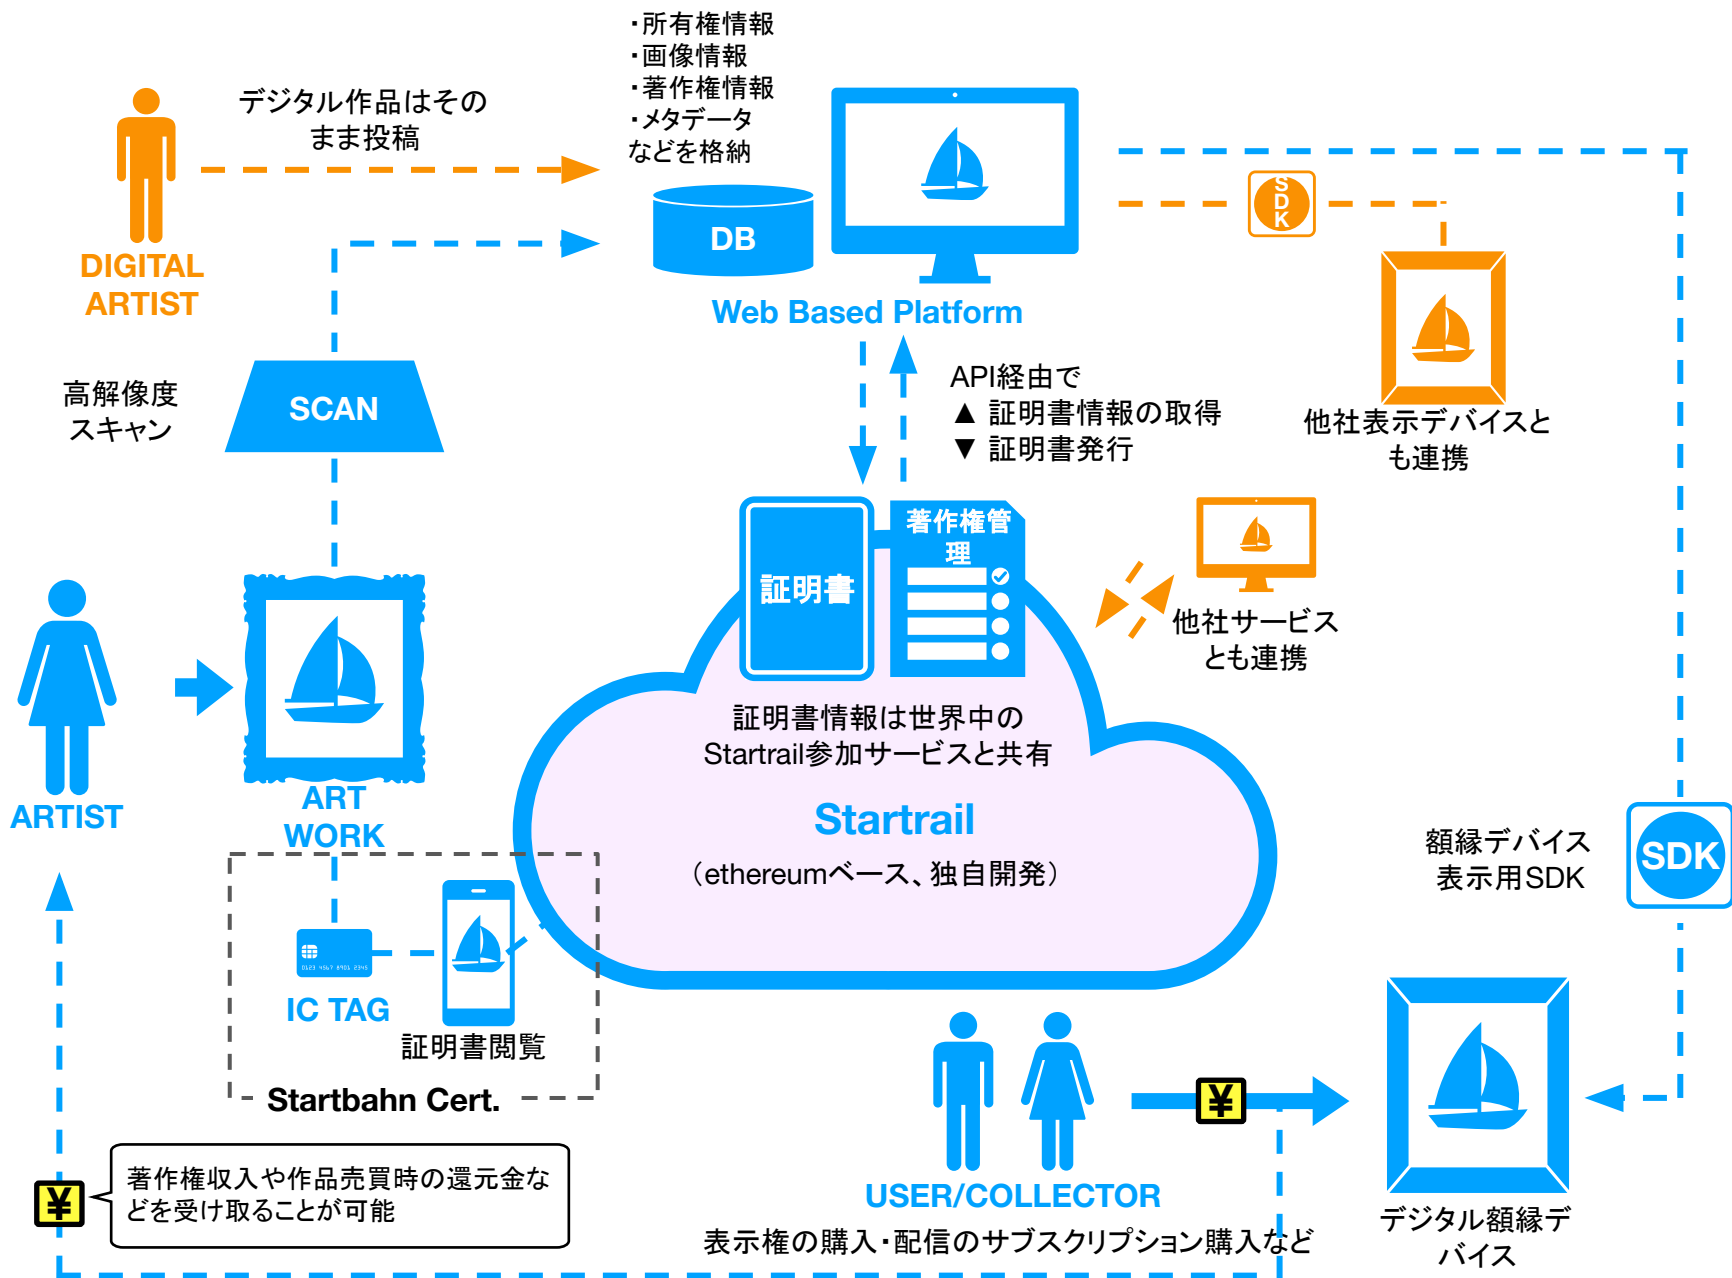 ・所有権情報
・画像情報
・著作権情報
・メタデータ
などを格納
デジタル作品はその
まま投稿
DIGITAL
ARTIST
DB
Web Based Platform
SDK
他社表示デバイスと
も連携
高解像度
スキャン
SCAN
API経由で
▲ 証明書情報の取得
▼ 証明書発行
証明書
著作権管
理
他社サービス
とも連携
ARTIST
ART
WORK
証明書情報は世界中の
Startrail参加サービスと共有
Startrail
（ethereumベース、独自開発）
額縁デバイス
表示用SDK
SDK
0123 4567 8901 2345
IC TAG
証明書閲覧
Startbahn Cert.
¥
著作権収入や作品売買時の還元金な
どを受け取ることが可能
¥
USER/COLLECTOR
表示権の購入・配信のサブスクリプション購入など
デジタル額縁デ
バイス